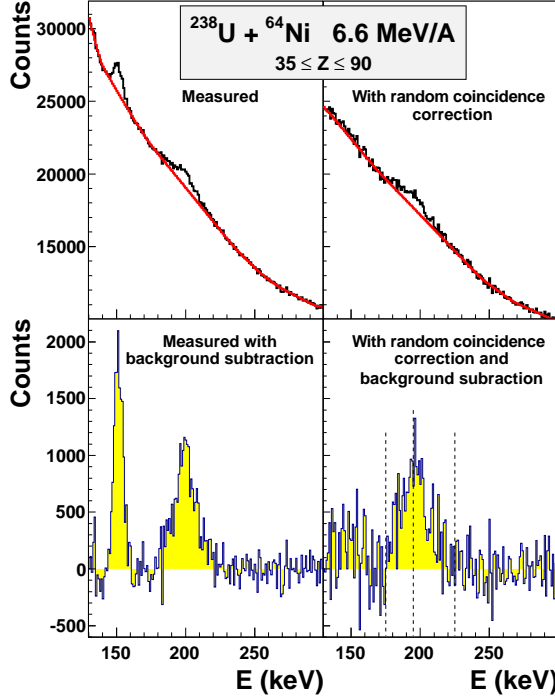 ²³⁸U + ⁶⁴Ni 6.6 MeV/A
35 ≤ Z ≤ 90
Counts
30000
25000
20000
15000
Measured
With random coincidence
correction
Counts
2000
1500
1000
500
0
-500
Measured with
background subtraction
With random coincidence
correction and
background subraction
150 200 250
E (keV)
150 200 250
E (keV)